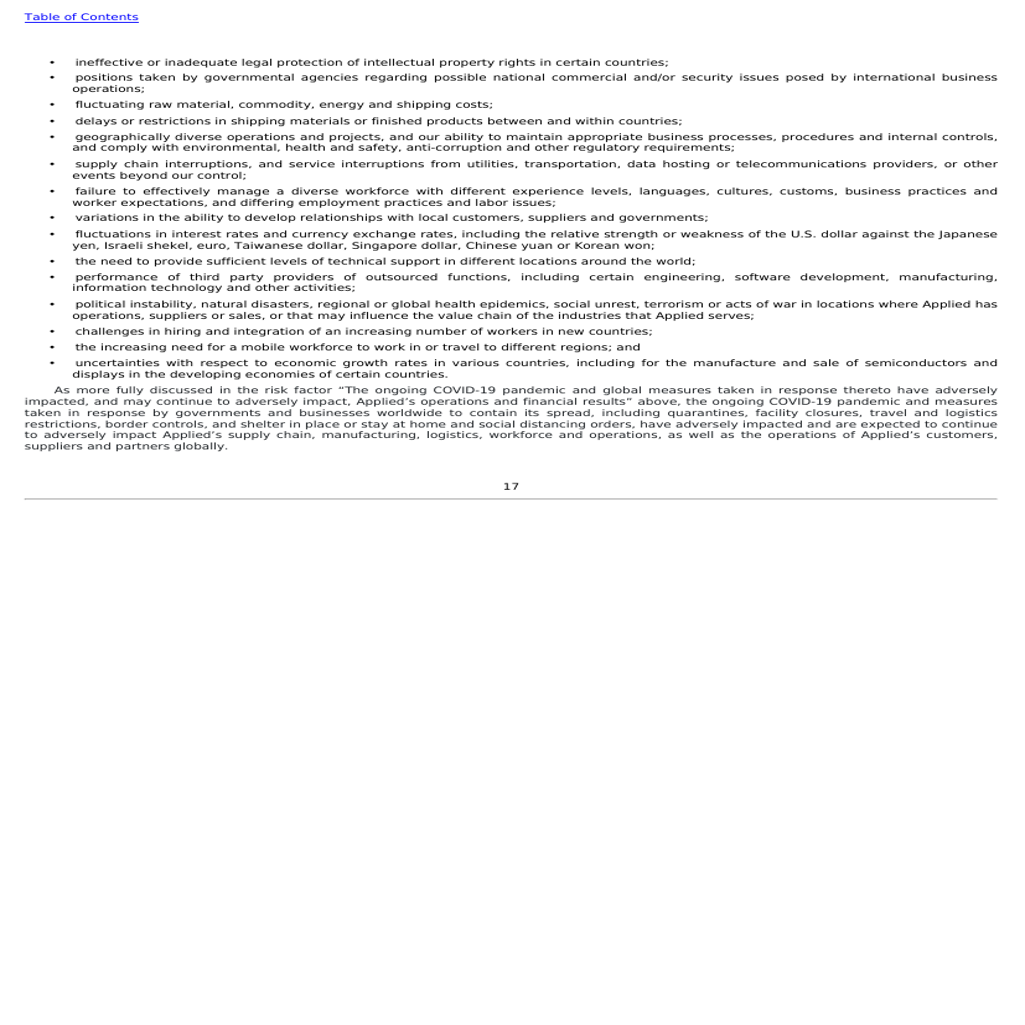 Table of Contents
• ineffective or inadequate legal protection of intellectual property rights in certain countries;
• positions taken by governmental agencies regarding possible national commercial and/or security issues posed by international business
operations;
• fluctuating raw material, commodity, energy and shipping costs;
• delays or restrictions in shipping materials or finished products between and within countries;
• geographically diverse operations and projects, and our ability to maintain appropriate business processes, procedures and internal controls,
and comply with environmental, health and safety, anti-corruption and other regulatory requirements;
• supply chain interruptions, and service interruptions from utilities, transportation, data hosting or telecommunications providers, or other
events beyond our control;
• failure to effectively manage a diverse workforce with different experience levels, languages, cultures, customs, business practices and
worker expectations, and differing employment practices and labor issues;
• variations in the ability to develop relationships with local customers, suppliers and governments;
• fluctuations in interest rates and currency exchange rates, including the relative strength or weakness of the U.S. dollar against the Japanese
yen, Israeli shekel, euro, Taiwanese dollar, Singapore dollar, Chinese yuan or Korean won;
• the need to provide sufficient levels of technical support in different locations around the world;
• performance of third party providers of outsourced functions, including certain engineering, software development, manufacturing,
information technology and other activities;
• political instability, natural disasters, regional or global health epidemics, social unrest, terrorism or acts of war in locations where Applied has
operations, suppliers or sales, or that may influence the value chain of the industries that Applied serves;
• challenges in hiring and integration of an increasing number of workers in new countries;
• the increasing need for a mobile workforce to work in or travel to different regions; and
• uncertainties with respect to economic growth rates in various countries, including for the manufacture and sale of semiconductors and
displays in the developing economies of certain countries.
As more fully discussed in the risk factor “The ongoing COVID-19 pandemic and global measures taken in response thereto have adversely
impacted, and may continue to adversely impact, Applied’s operations and financial results” above, the ongoing COVID-19 pandemic and measures
taken in response by governments and businesses worldwide to contain its spread, including quarantines, facility closures, travel and logistics
restrictions, border controls, and shelter in place or stay at home and social distancing orders, have adversely impacted and are expected to continue
to adversely impact Applied’s supply chain, manufacturing, logistics, workforce and operations, as well as the operations of Applied’s customers,
suppliers and partners globally.
17